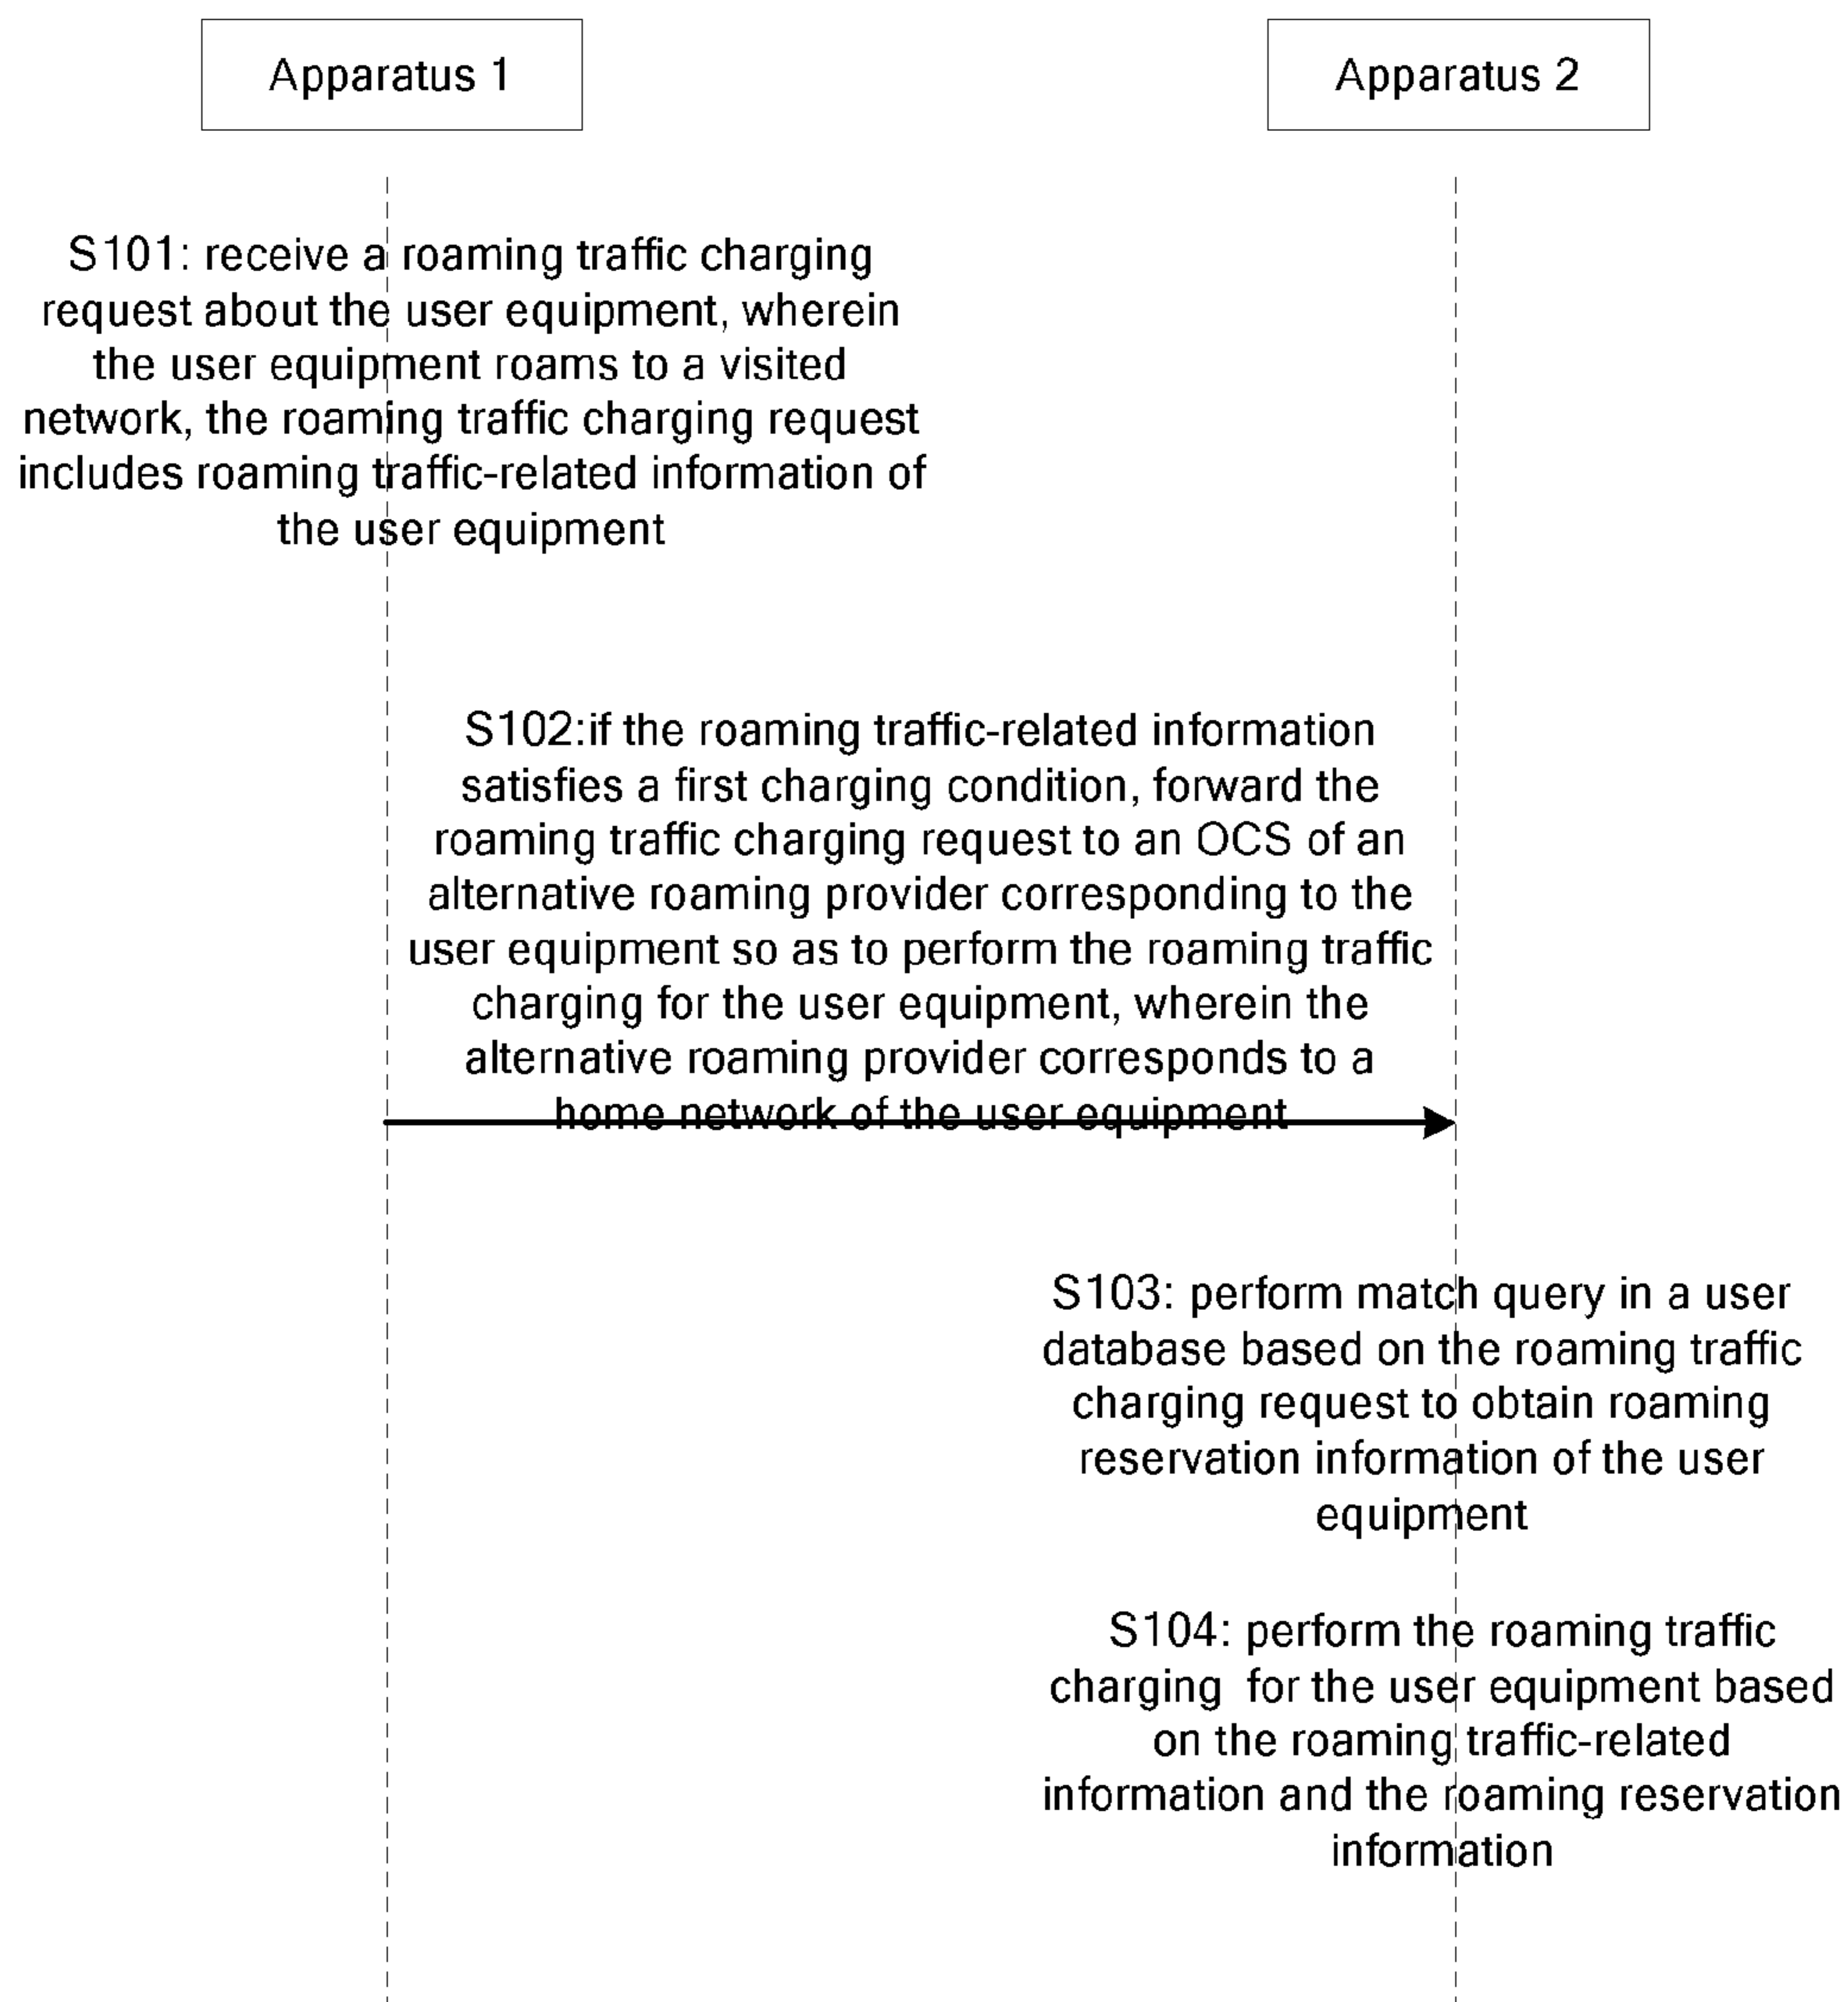 Apparatus 1
Apparatus 2
S101: receive a roaming traffic charging
request about the user equipment, wherein
the user equipment roams to a visited
network, the roaming traffic charging request
includes roaming traffic-related information of
the user equipment
S102:if the roaming traffic-related information
satisfies a first charging condition, forward the
roaming traffic charging request to an OCS of an
alternative roaming provider corresponding to the
user equipment so as to perform the roaming traffic
charging for the user equipment, wherein the
alternative roaming provider corresponds to a
home network of the user equipment
S103: perform match query in a user
database based on the roaming traffic
charging request to obtain roaming
reservation information of the user
equipment
S104: perform the roaming traffic
charging  for the user equipment based
on the roaming traffic-related
information and the roaming reservation
information